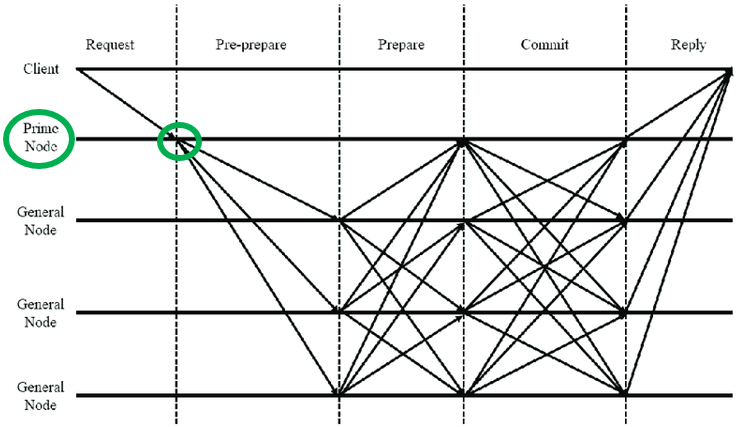 Request Pre-prepare Prepare Commit Reply
Client
Prime
Node
General
Node
General
Node
General
Node